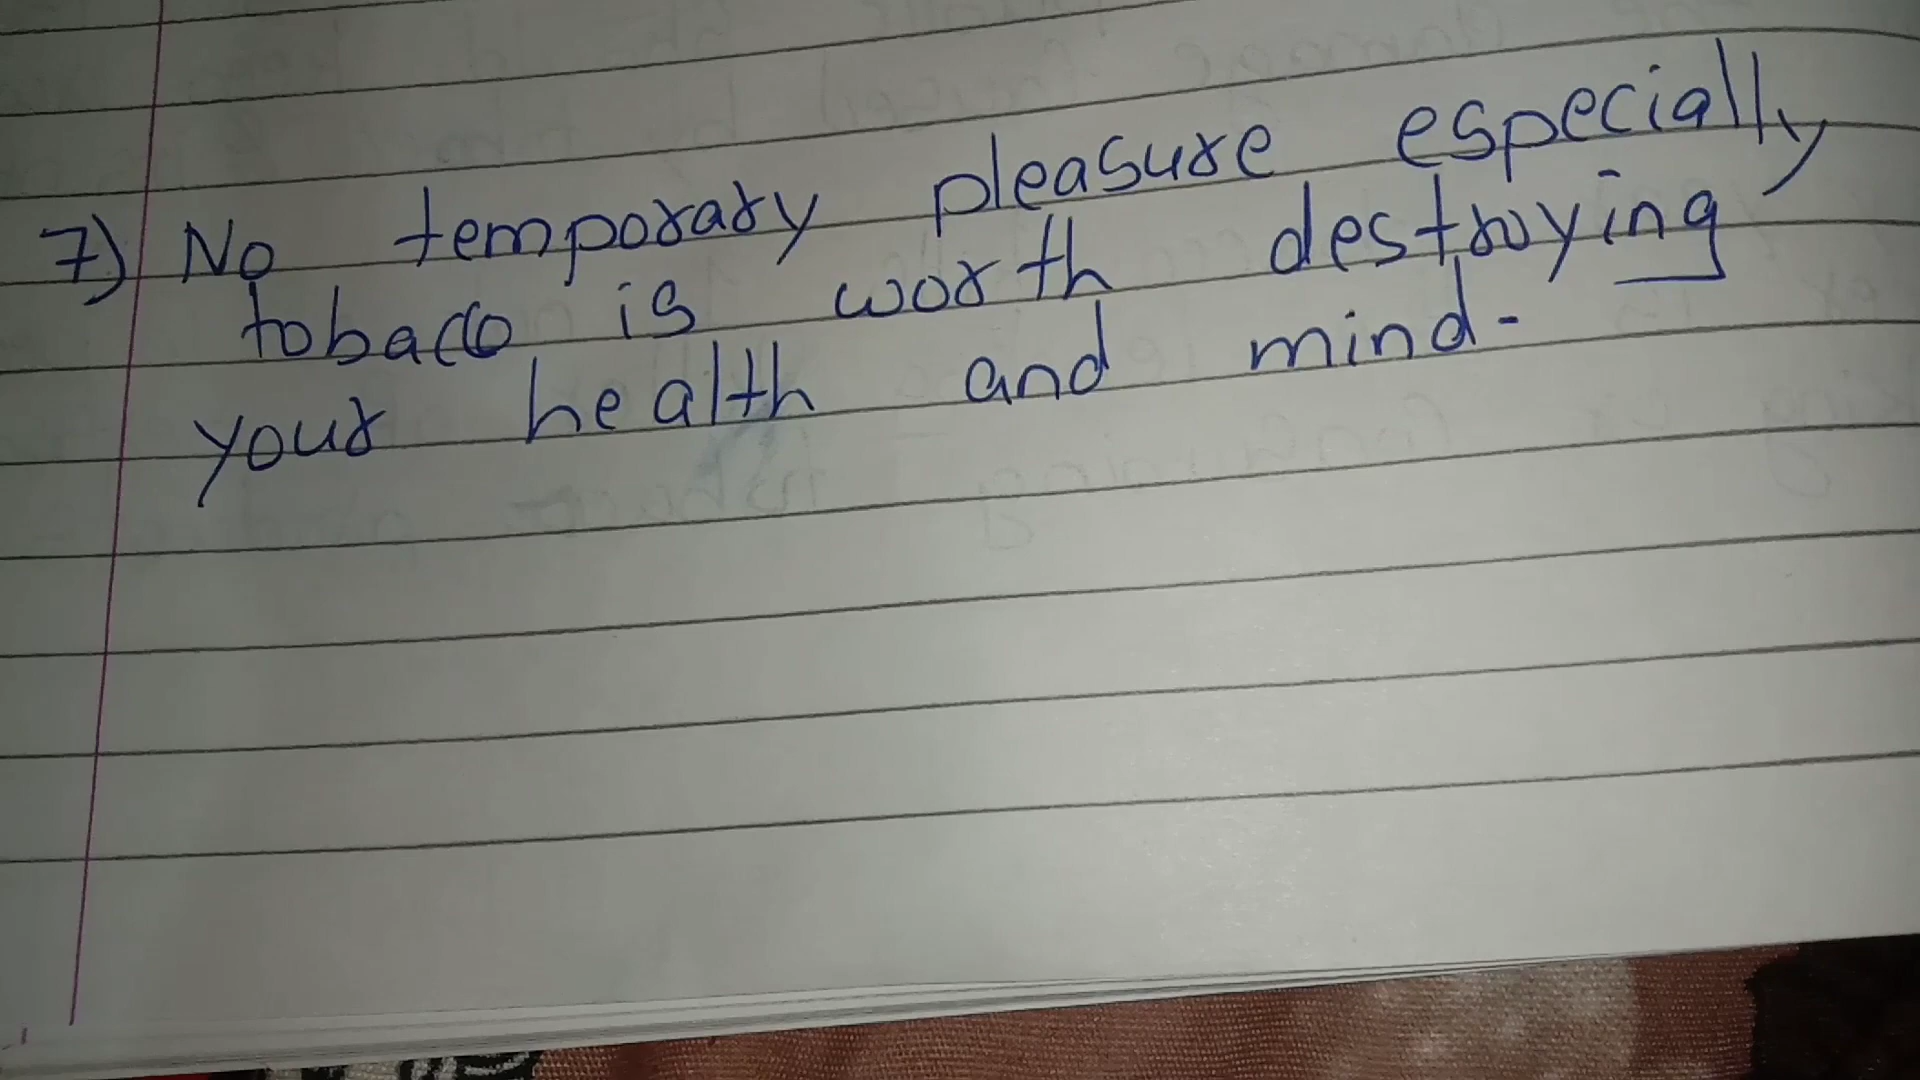 7) No temporary pleasure especially
tobacco is worth destroying
your health and mind.